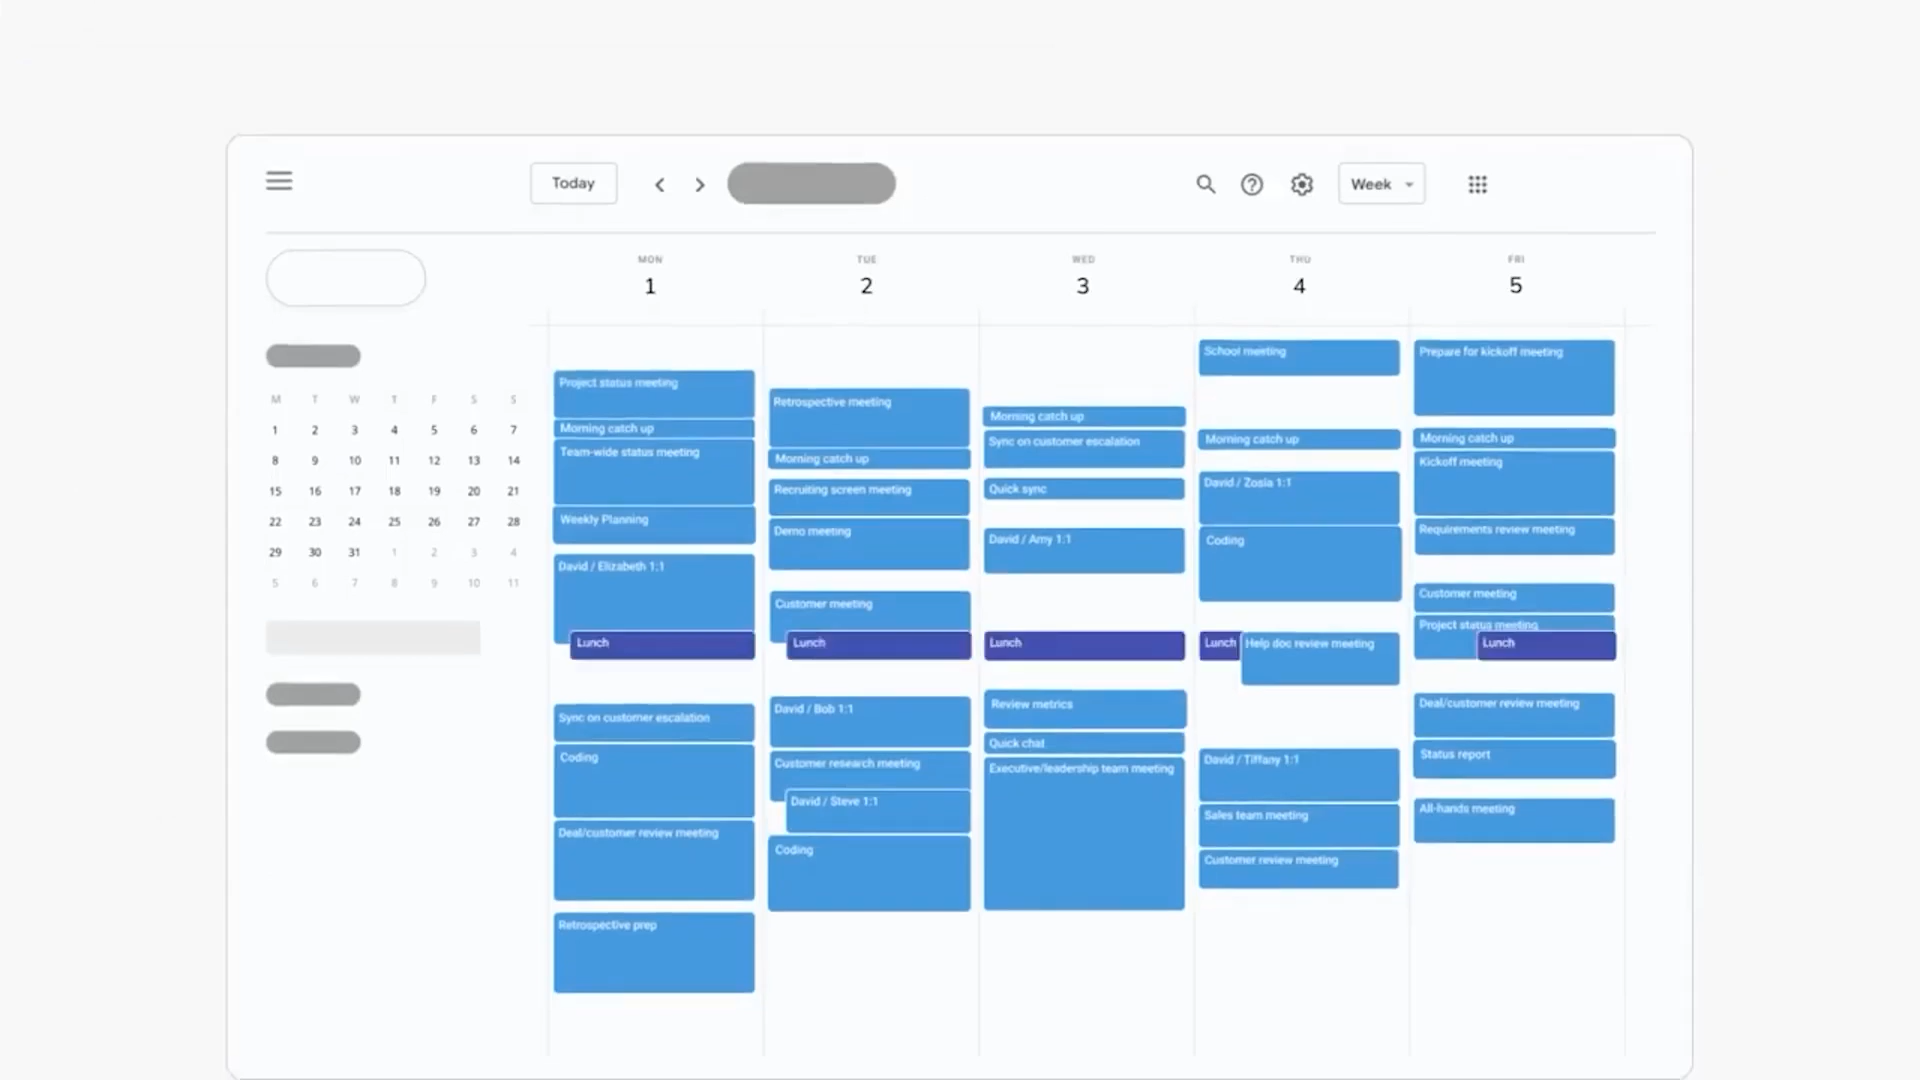 Today
Week
MON
TUE
WED
THU
FRI
1
2
3
4
5
M T W T F S S
1 2 3 4 5 6 7
8 9 10 11 12 13 14
15 16 17 18 19 20 21
22 23 24 25 26 27 28
29 30 31 1 2 3 4
5 6 7 8 9 10 11
Project status meeting
Morning catch up
Team-wide status meeting
Weekly Planning
David / Elizabeth 1:1
Lunch
Sync on customer escalation
Coding
Deal/customer review meeting
Retrospective prep
Retrospective meeting
Morning catch up
Recruiting screen meeting
Demo meeting
Customer meeting
Lunch
David / Bob 1:1
Customer research meeting
David / Steve 1:1
Coding
Morning catch up
Sync on customer escalation
Quick sync
David / Amy 1:1
Lunch
Review metrics
Quick chat
Executive/leadership team meeting
School meeting
Morning catch up
David / Zosia 1:1
Coding
Lunch
Help doc review meeting
David / Tiffany 1:1
Sales team meeting
Customer review meeting
Prepare for kickoff meeting
Morning catch up
Kickoff meeting
Requirements review meeting
Customer meeting
Project status meeting
Lunch
Deal/customer review meeting
Status report
All-hands meeting